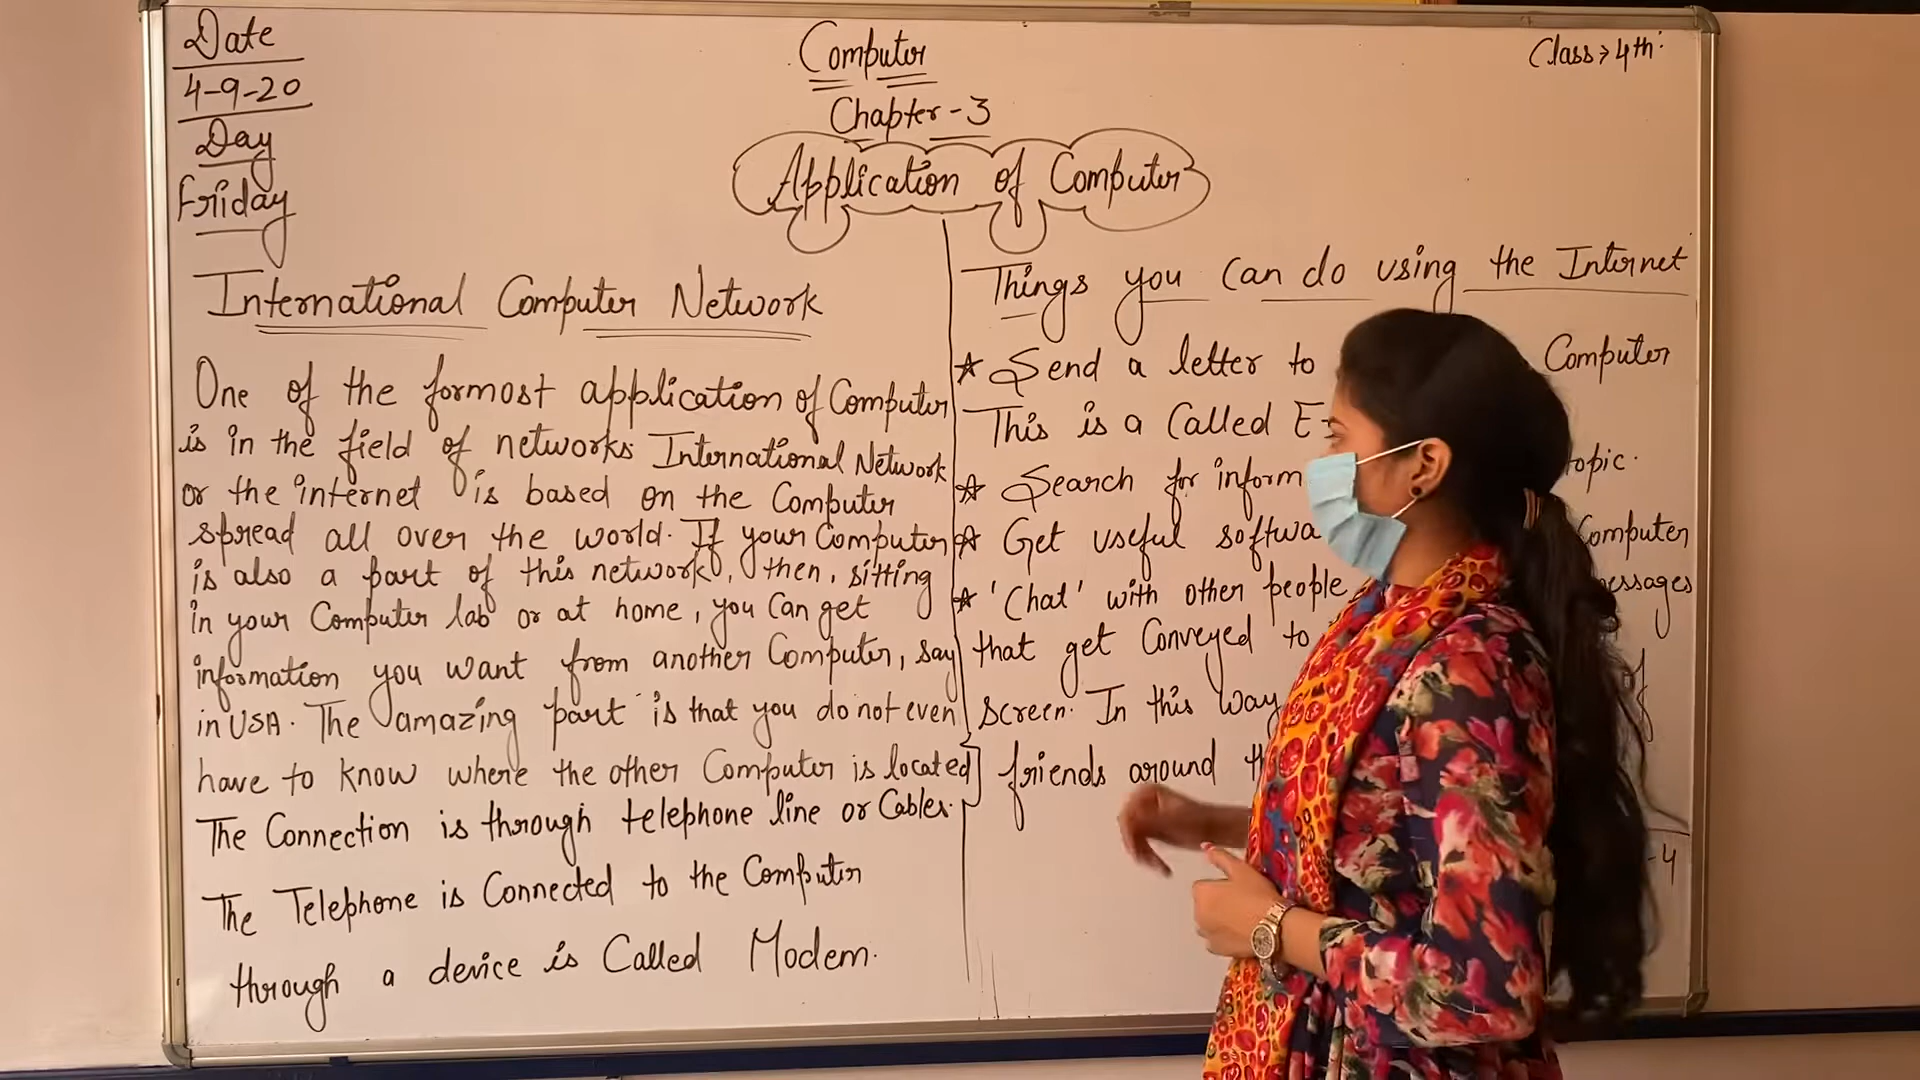 Date
4-9-20
Day
Friday
Computer
Chapter-3
Application of Computer
Class > 4th
International Computer Network
One of the formost application of Computer
is in the field of networks International Network
or the internet is based on the Computer
spread all over the world. If your Computer
is also a part of this network, then, sitting
in your Computer lab or at home, you Can get
information you want from another Computer, say
in USA. The amazing part is that you do not even
have to know where the other Computer is located
The Connection is through telephone line or Cables.
The Telephone is Connected to the Computer
through a device is Called Modem.
Things you Can do using the Internet
☆ Send a letter to Computer
This is a Called E-
☆ Search for inform topic.
☆ Get useful softwa Computer
☆ 'Chat' with other people messages
that get Conveyed to of
screen. In this way
friends around
-4